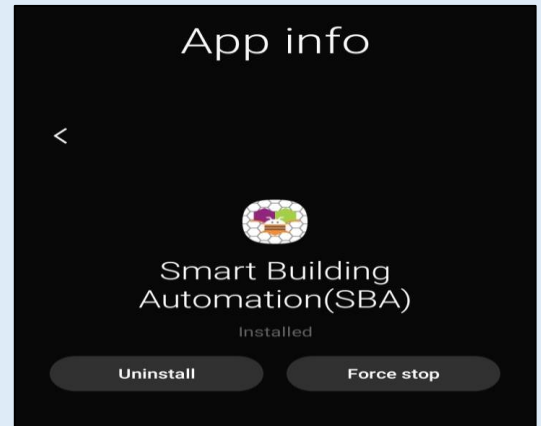 App info
<
Smart Building
Automation(SBA)
Installed
Uninstall Force stop